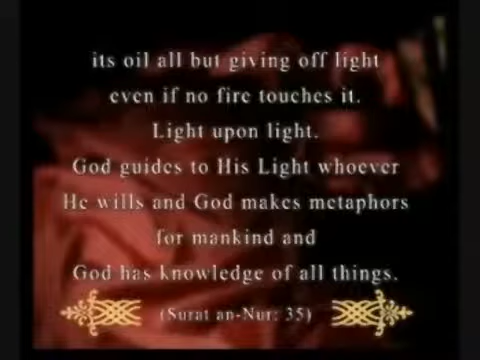 its oil all but giving off light
even if no fire touches it.
Light upon light.
God guides to His Light whoever
He wills and God makes metaphors
for mankind and
God has knowledge of all things.
(Surat an-Nur: 35)